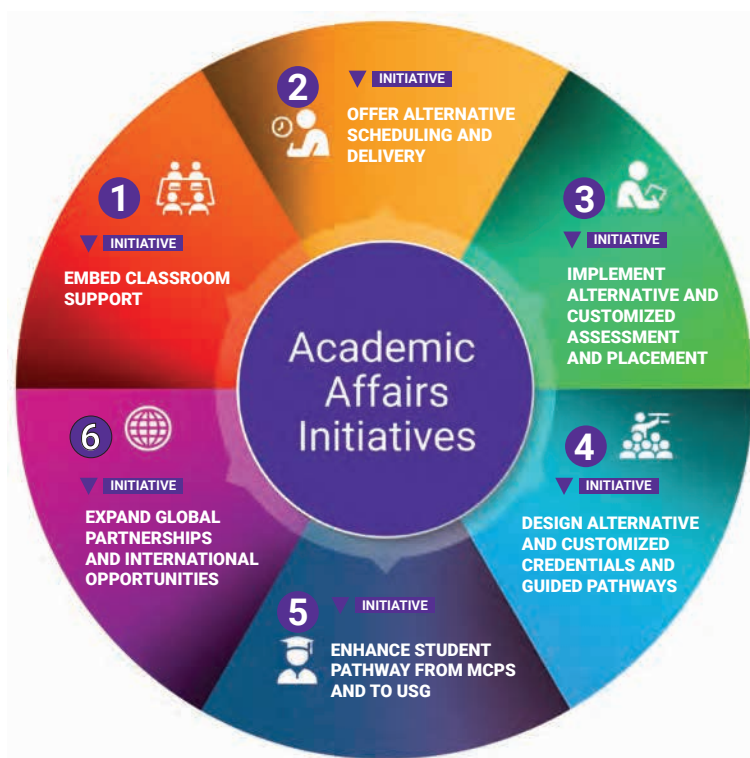 Academic
Affairs
Initiatives
1
INITIATIVE
EMBED CLASSROOM
SUPPORT
2
INITIATIVE
OFFER ALTERNATIVE
SCHEDULING AND
DELIVERY
3
INITIATIVE
IMPLEMENT
ALTERNATIVE AND
CUSTOMIZED
ASSESSMENT
AND PLACEMENT
4
INITIATIVE
DESIGN ALTERNATIVE
AND CUSTOMIZED
CREDENTIALS AND
GUIDED PATHWAYS
5
INITIATIVE
ENHANCE STUDENT
PATHWAY FROM MCPS
AND TO USG
6
INITIATIVE
EXPAND GLOBAL
PARTNERSHIPS
AND INTERNATIONAL
OPPORTUNITIES